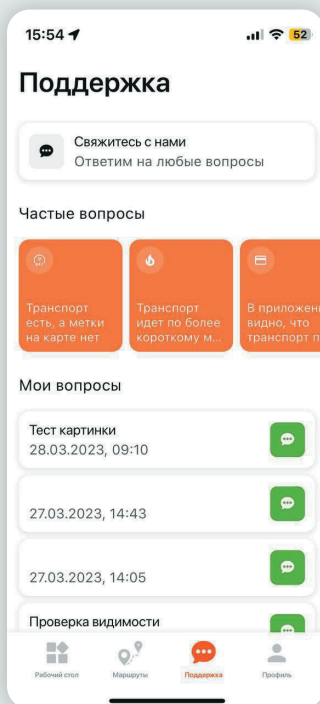 15:54
52
Поддержка
Свяжитесь с нами
Ответим на любые вопросы
Частые вопросы
Транспорт
есть, а метки
на карте нет
Транспорт
идет по более
короткому м...
В приложен
видно, что
транспорт п
Мои вопросы
Тест картинки
28.03.2023, 09:10
27.03.2023, 14:43
27.03.2023, 14:05
Проверка видимости
Рабочий стол
Маршруты
Поддержка
Профиль